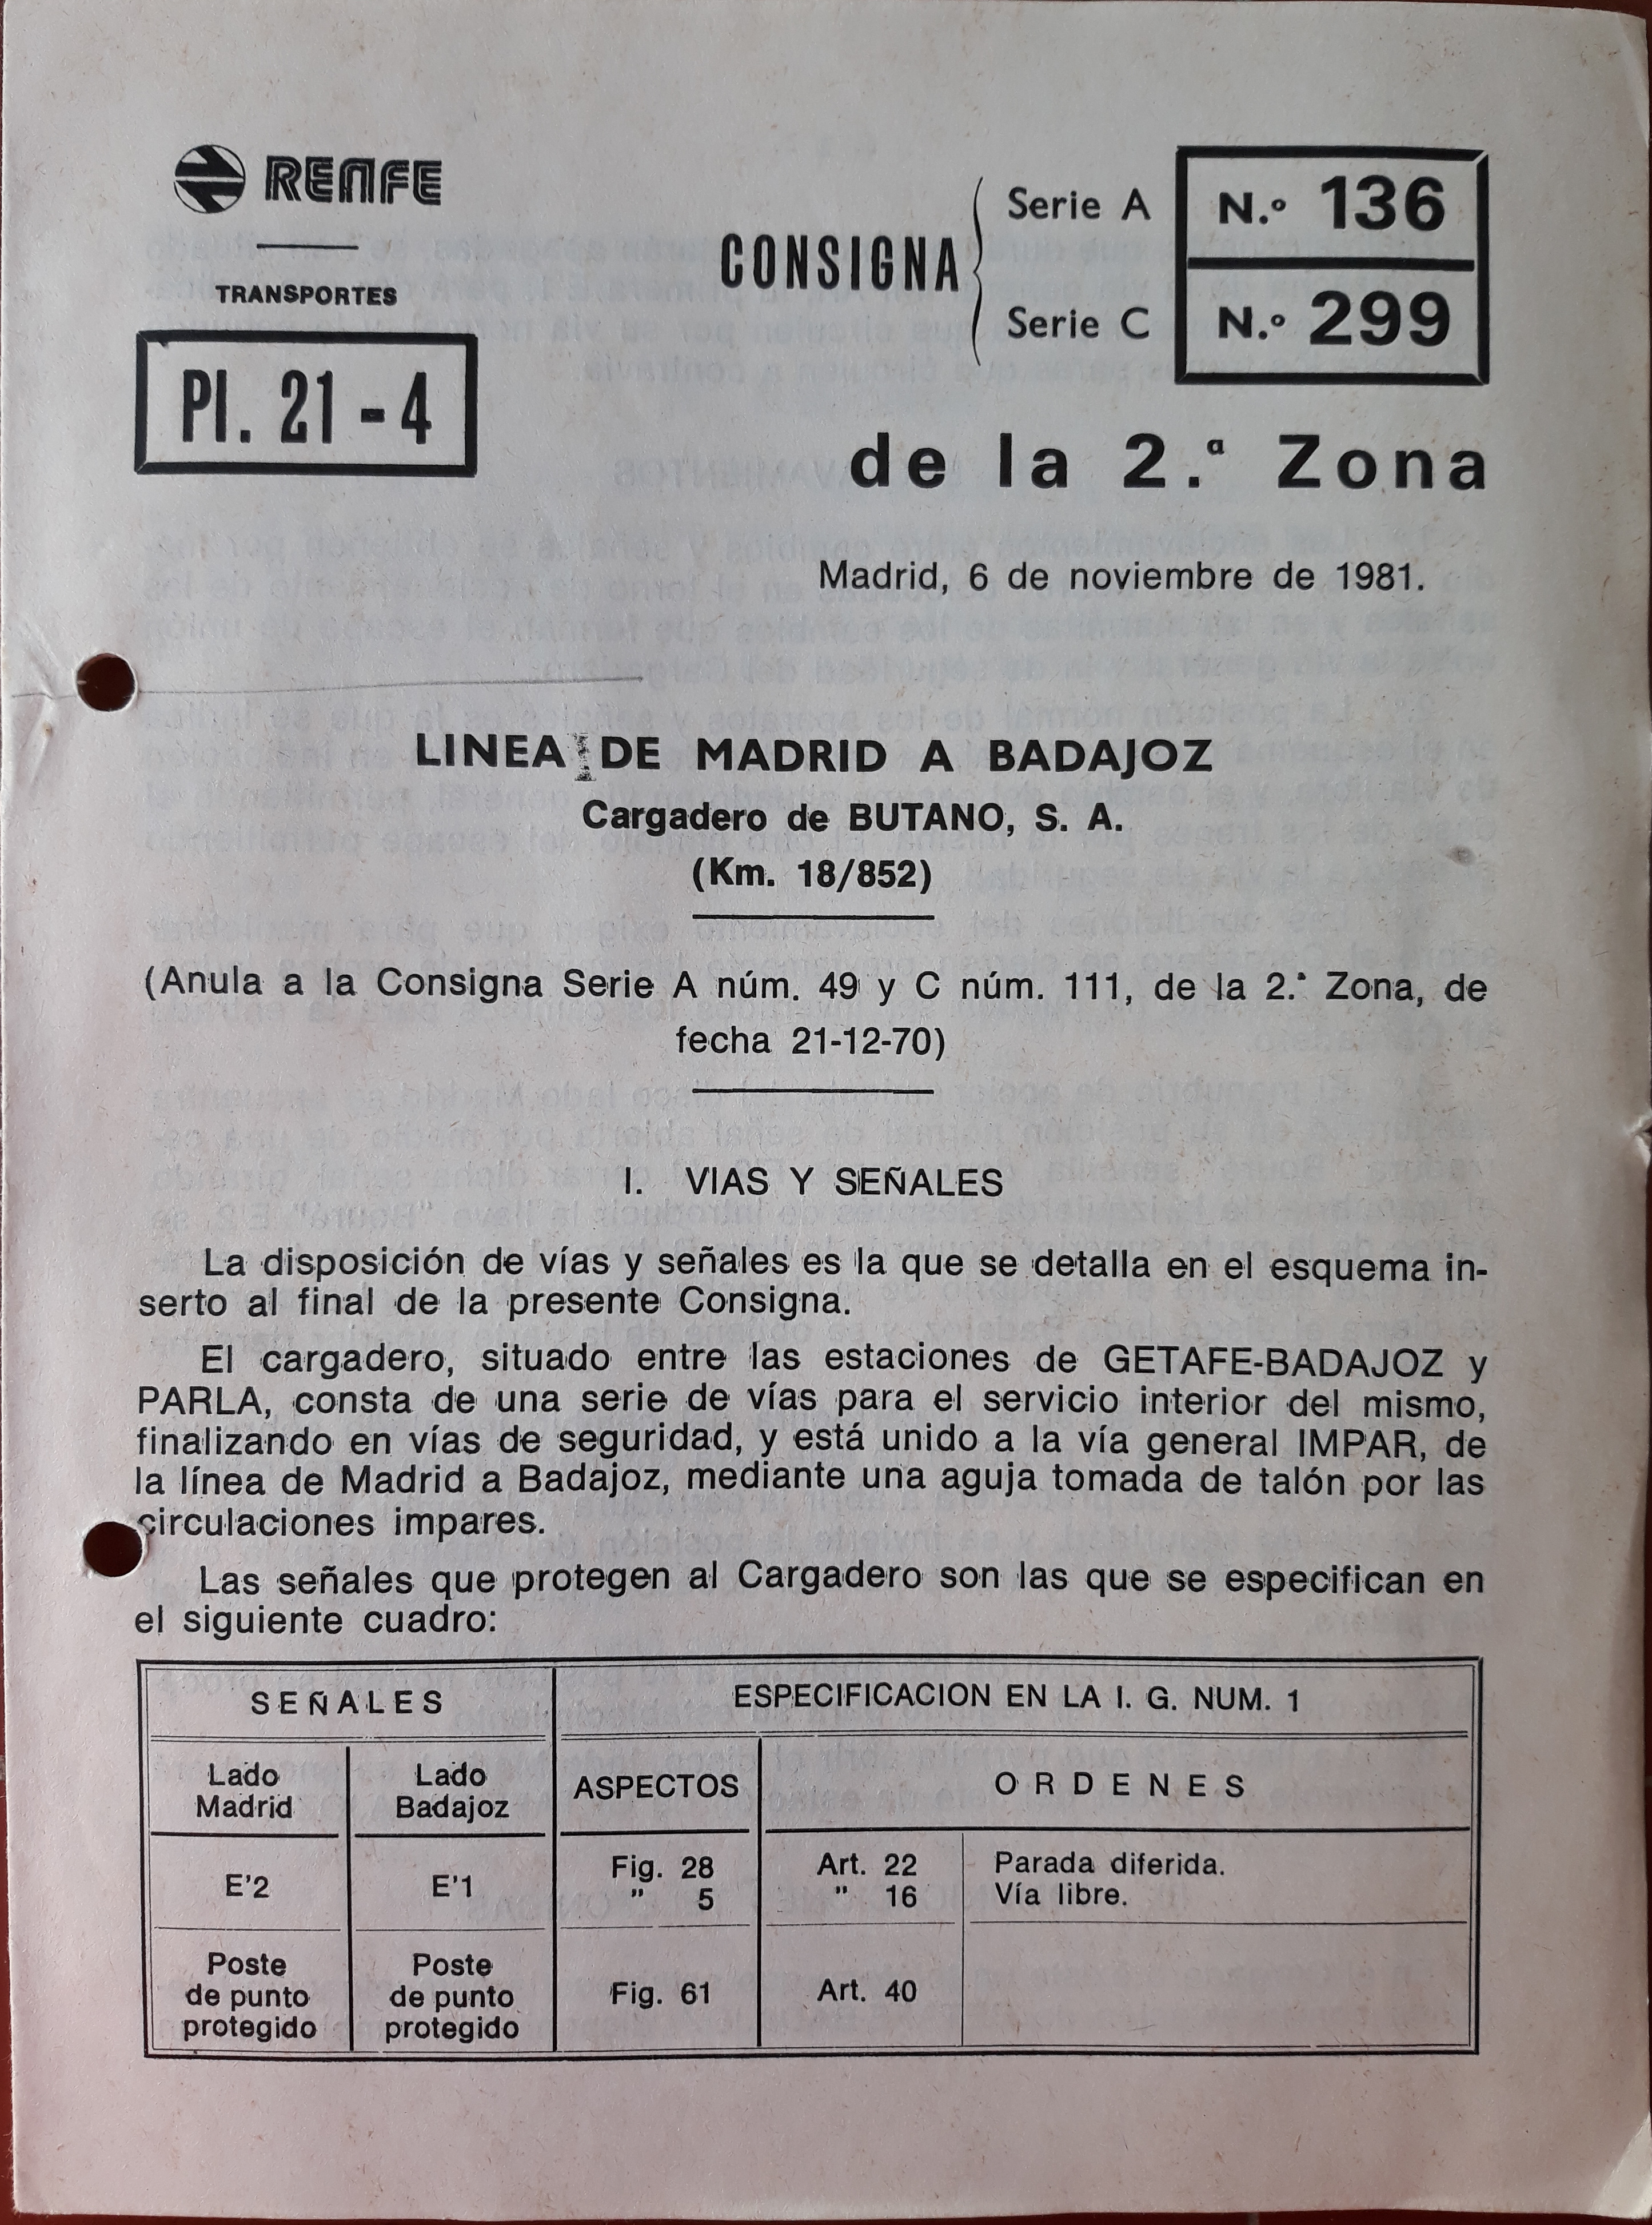 RENFE
TRANSPORTES
Pl. 21 - 4
CONSIGNA
Serie A N.º 136
Serie C N.º 299
de la 2.ª Zona
Madrid, 6 de noviembre de 1981.
LINEA DE MADRID A BADAJOZ
Cargadero de BUTANO, S. A.
(Km. 18/852)
(Anula a la Consigna Serie A núm. 49 y C núm. 111, de la 2.ª Zona, de
fecha 21-12-70)
I. VIAS Y SEÑALES
La disposición de vías y señales es la que se detalla en el esquema in-
serto al final de la presente Consigna.
El cargadero, situado entre las estaciones de GETAFE-BADAJOZ y
PARLA, consta de una serie de vías para el servicio interior del mismo,
finalizando en vías de seguridad, y está unido a la vía general IMPAR, de
la línea de Madrid a Badajoz, mediante una aguja tomada de talón por las
circulaciones impares.
Las señales que protegen al Cargadero son las que se especifican en
el siguiente cuadro:
SEÑALES
ESPECIFICACION EN LA I. G. NUM. 1
Lado
Madrid
Lado
Badajoz
ASPECTOS
ORDENES
E'2
E'1
Fig. 28
" 5
Art. 22
" 16
Parada diferida.
Vía libre.
Poste
de punto
protegido
Poste
de punto
protegido
Fig. 61
Art. 40